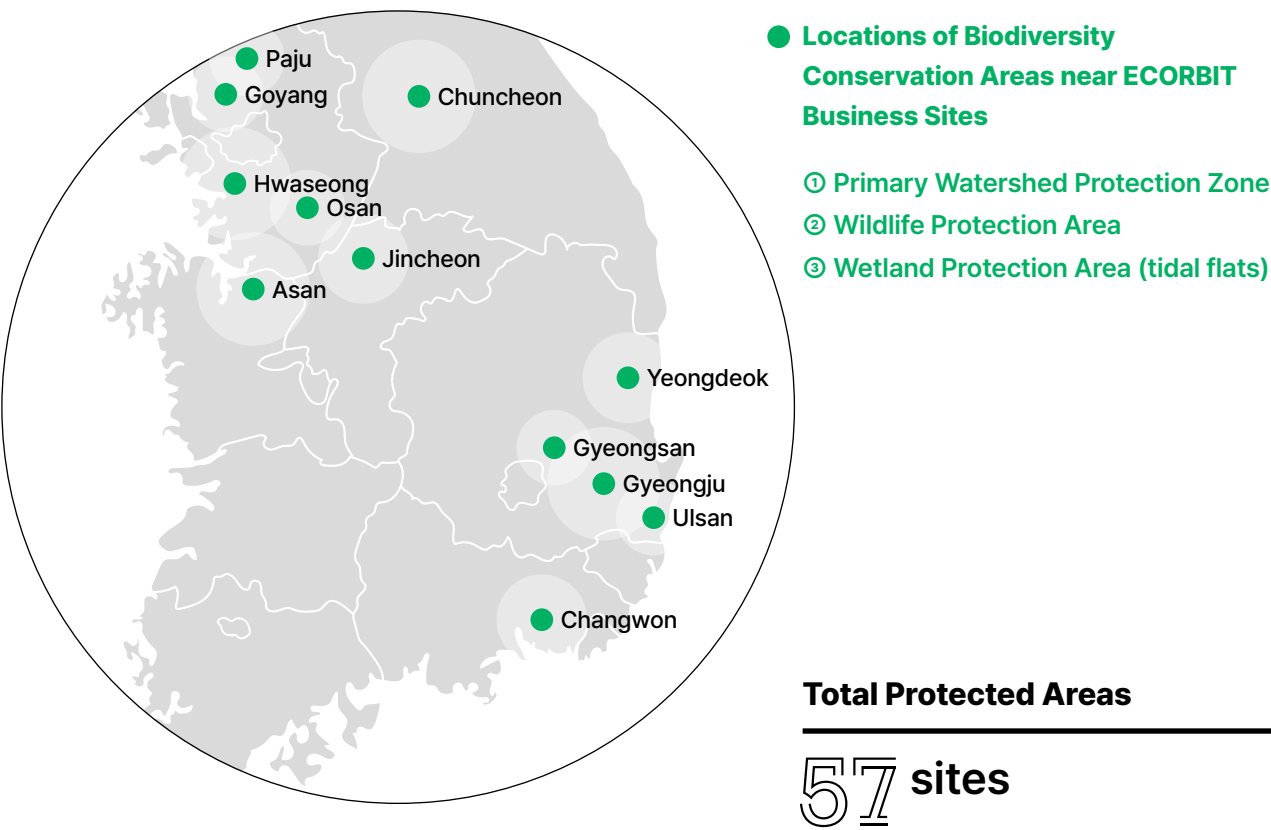 Paju
Goyang
Chuncheon
Hwaseong
Osan
Jincheon
Asan
Yeongdeok
Gyeongsan
Gyeongju
Ulsan
Changwon
Locations of Biodiversity
Conservation Areas near ECORBIT
Business Sites
① Primary Watershed Protection Zone
② Wildlife Protection Area
③ Wetland Protection Area (tidal flats)
Total Protected Areas
57 sites